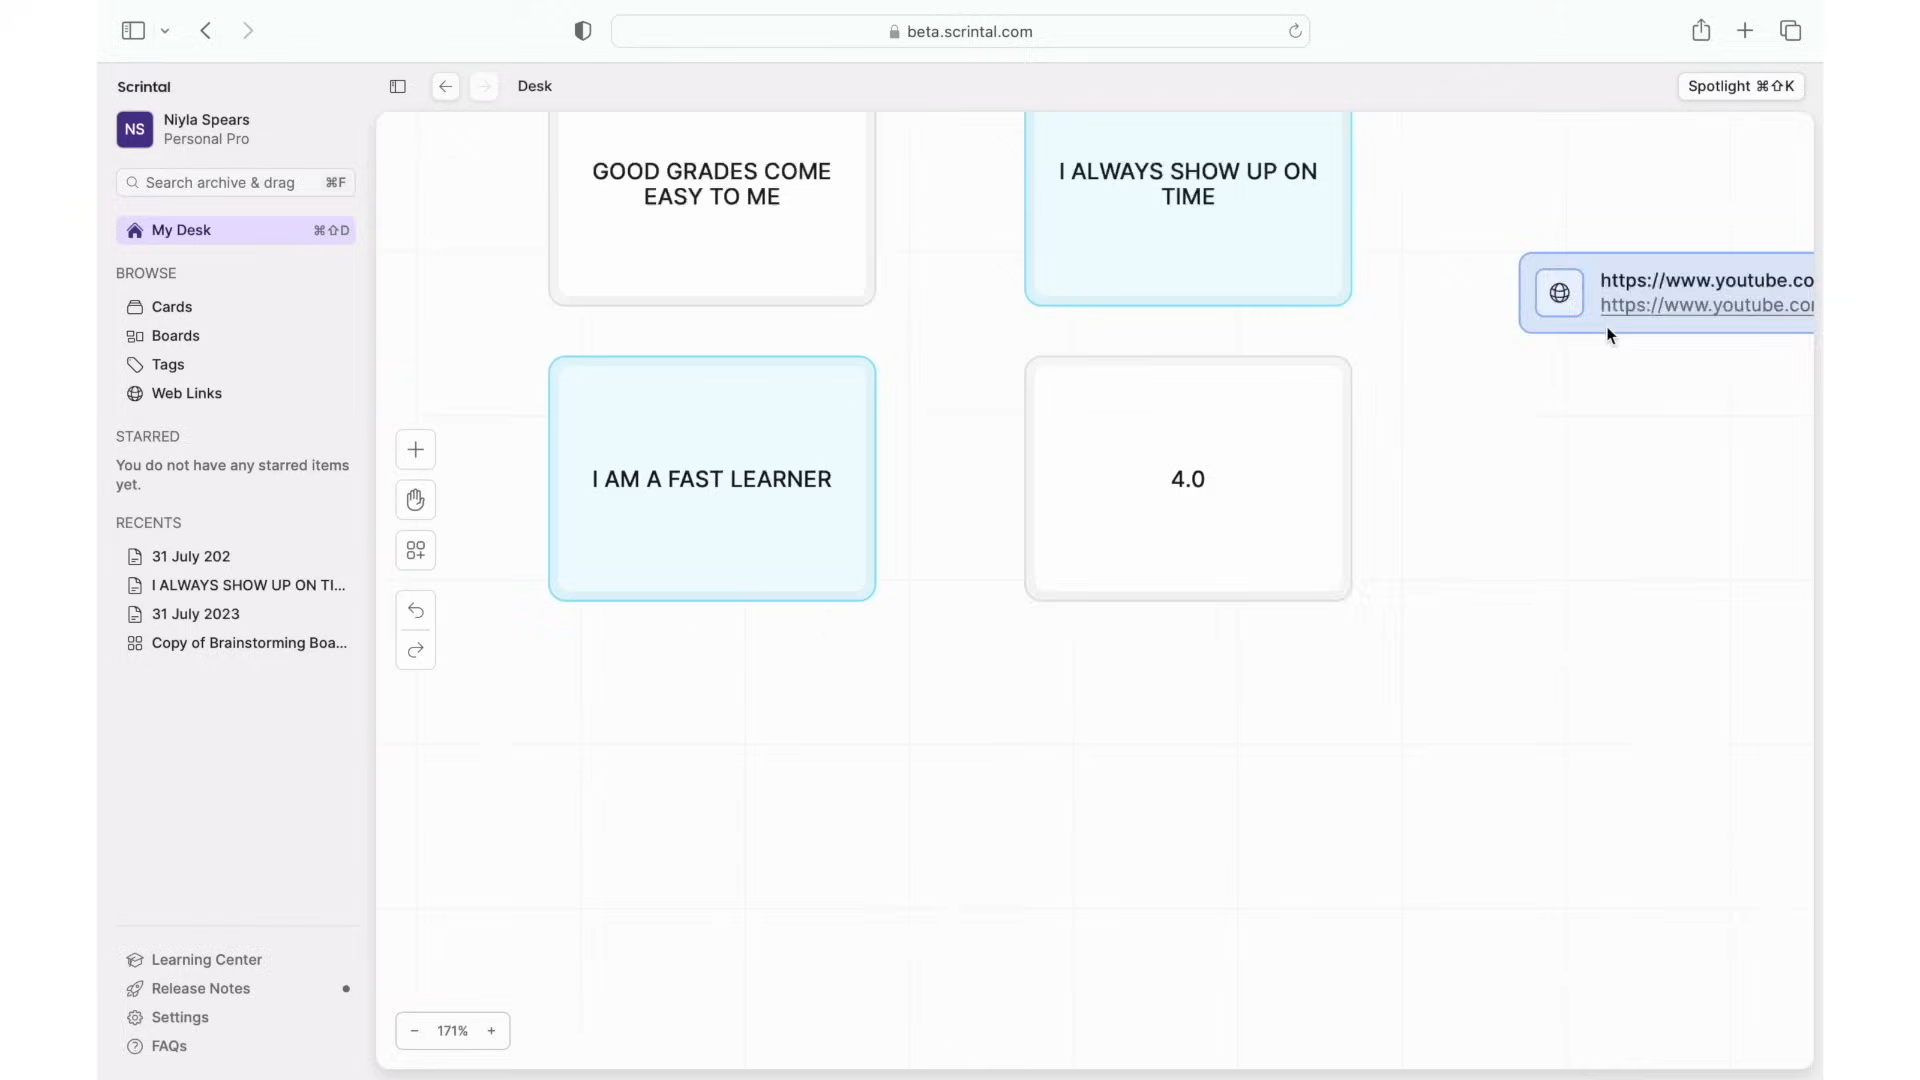 beta.scrintal.com
Scrintal
Desk
Spotlight ⌘⇧K
NS
Niyla Spears
Personal Pro
Search archive & drag ⌘F
My Desk ⌘⇧D
BROWSE
Cards
Boards
Tags
Web Links
STARRED
You do not have any starred items
yet.
RECENTS
31 July 202
I ALWAYS SHOW UP ON TI...
31 July 2023
Copy of Brainstorming Boa...
Learning Center
Release Notes
Settings
FAQs
GOOD GRADES COME
EASY TO ME
I ALWAYS SHOW UP ON
TIME
https://www.youtube.co
https://www.youtube.co
I AM A FAST LEARNER
4.0
− 171% +